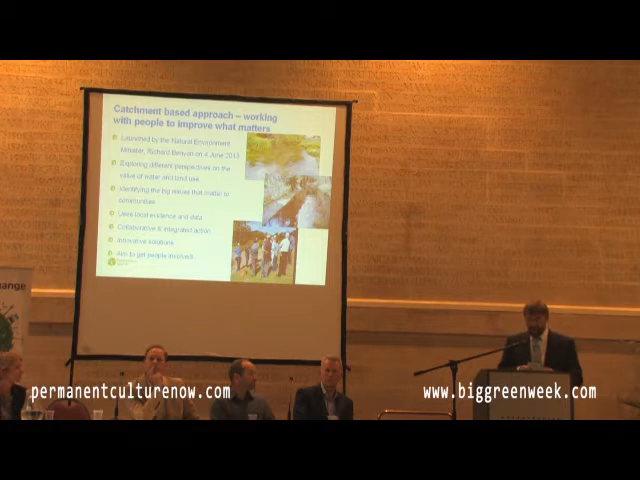 Catchment based approach – working
with people to improve what matters
Launched by the Natural Environment
Minister, Richard Benyon on 4 June 2013
Exploring different perspectives on the
value of water and land use
Identifying the big issues that matter to
communities
Uses local evidence and data
Collaborative & integrated action
Innovative solutions
Aim to get people involved!
hange
permanentculturenow.com
www.biggreenweek.com